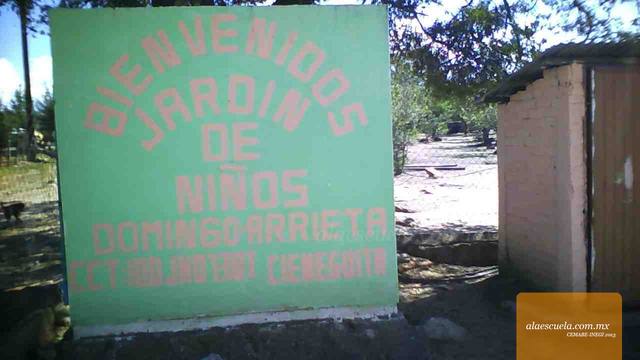 BIENVENIDOS
JARDIN
DE
NIÑOS
DOMINGO ARRIETA
CCT: CIENEGUITA
alaescuela.com.mx
CEMABE-INEGI 2013